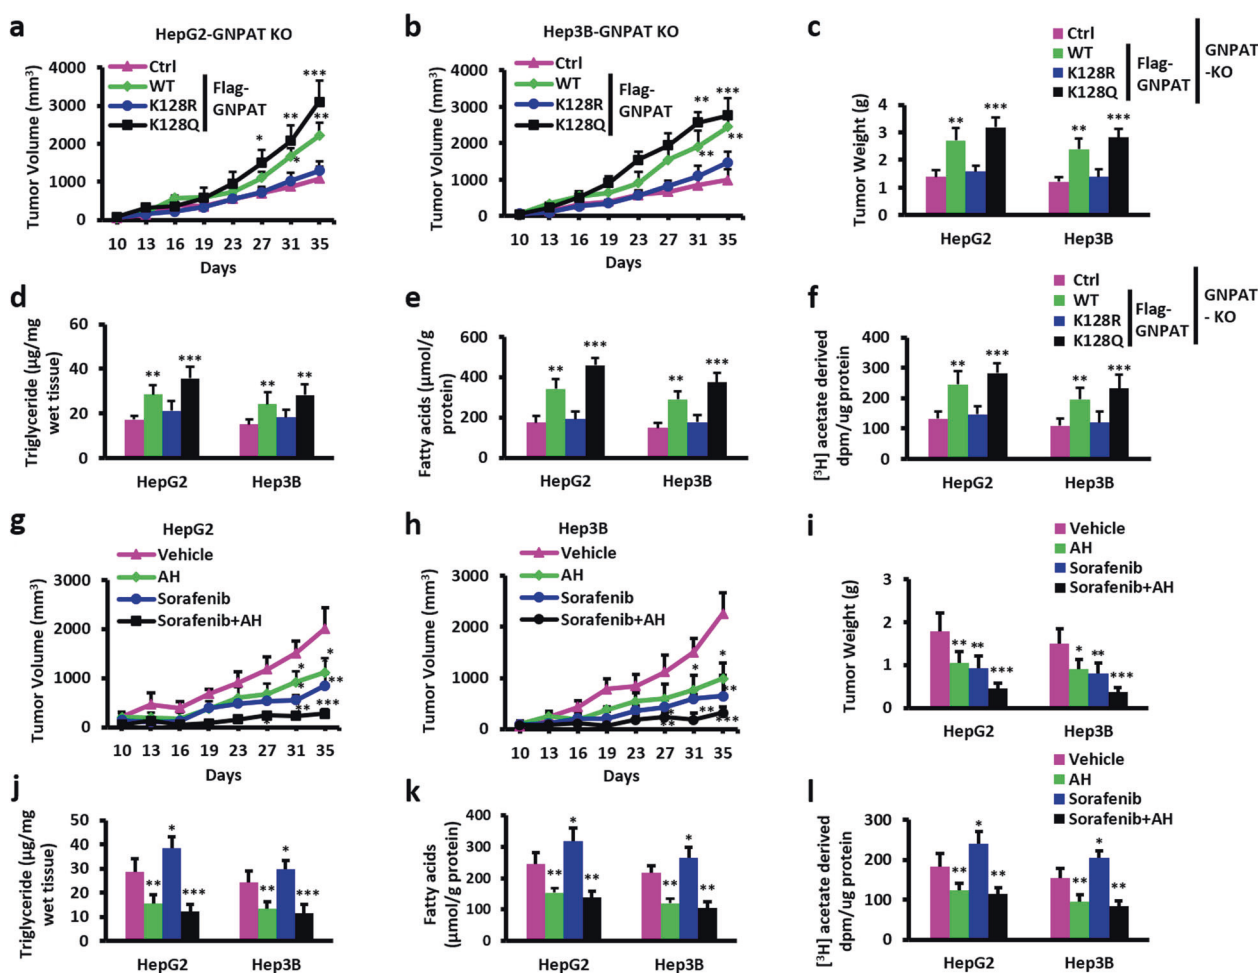 a
HepG2-GNPAT KO
Tumor Volume (mm³)
4000
3000
2000
1000
0
Ctrl
WT
K128R
K128Q
Flag-
GNPAT
*
**
*
***
**
10 13 16 19 23 27 31 35
Days
b
Hep3B-GNPAT KO
Tumor Volume (mm³)
4000
3000
2000
1000
0
Ctrl
WT
K128R
K128Q
Flag-
GNPAT
**
**
***
**
10 13 16 19 23 27 31 35
Days
c
Ctrl
WT
K128R
K128Q
Flag-
GNPAT
GNPAT
-KO
Tumor Weight (g)
4
3
2
1
0
** *** ** ***
HepG2 Hep3B
d
Triglyceride (μg/mg
wet tissue)
60
40
20
0
** *** ** **
HepG2 Hep3B
e
Fatty acids (μmol/g
protein)
600
400
200
0
** *** ** ***
HepG2 Hep3B
f
Ctrl
WT
K128R
K128Q
Flag-
GNPAT
GNPAT
- KO
[³H] acetate derived
dpm/ug protein
400
300
200
100
0
** *** ** ***
HepG2 Hep3B
g
HepG2
Vehicle
AH
Sorafenib
Sorafenib+AH
Tumor Volume (mm³)
3000
2000
1000
0
*
*
*
**
*
**
***
10 13 16 19 23 27 31 35
Days
h
Hep3B
Vehicle
AH
Sorafenib
Sorafenib+AH
Tumor Volume (mm³)
3000
2000
1000
0
*
*
**
**
**
***
10 13 16 19 23 27 31 35
Days
i
Vehicle
AH
Sorafenib
Sorafenib+AH
Tumor Weight (g)
2
1
0
** ** *** * ** ***
HepG2 Hep3B
j
Triglyceride (μg/mg
wet tissue)
50
40
30
20
10
0
** * *** ** * ***
HepG2 Hep3B
k
Fatty acids
(μmol/g protein)
400
300
200
100
0
** * ** ** * **
HepG2 Hep3B
l
Vehicle
AH
Sorafenib
Sorafenib+AH
[³H] acetate derived
dpm/ug protein
300
200
100
0
** * ** ** * **
HepG2 Hep3B